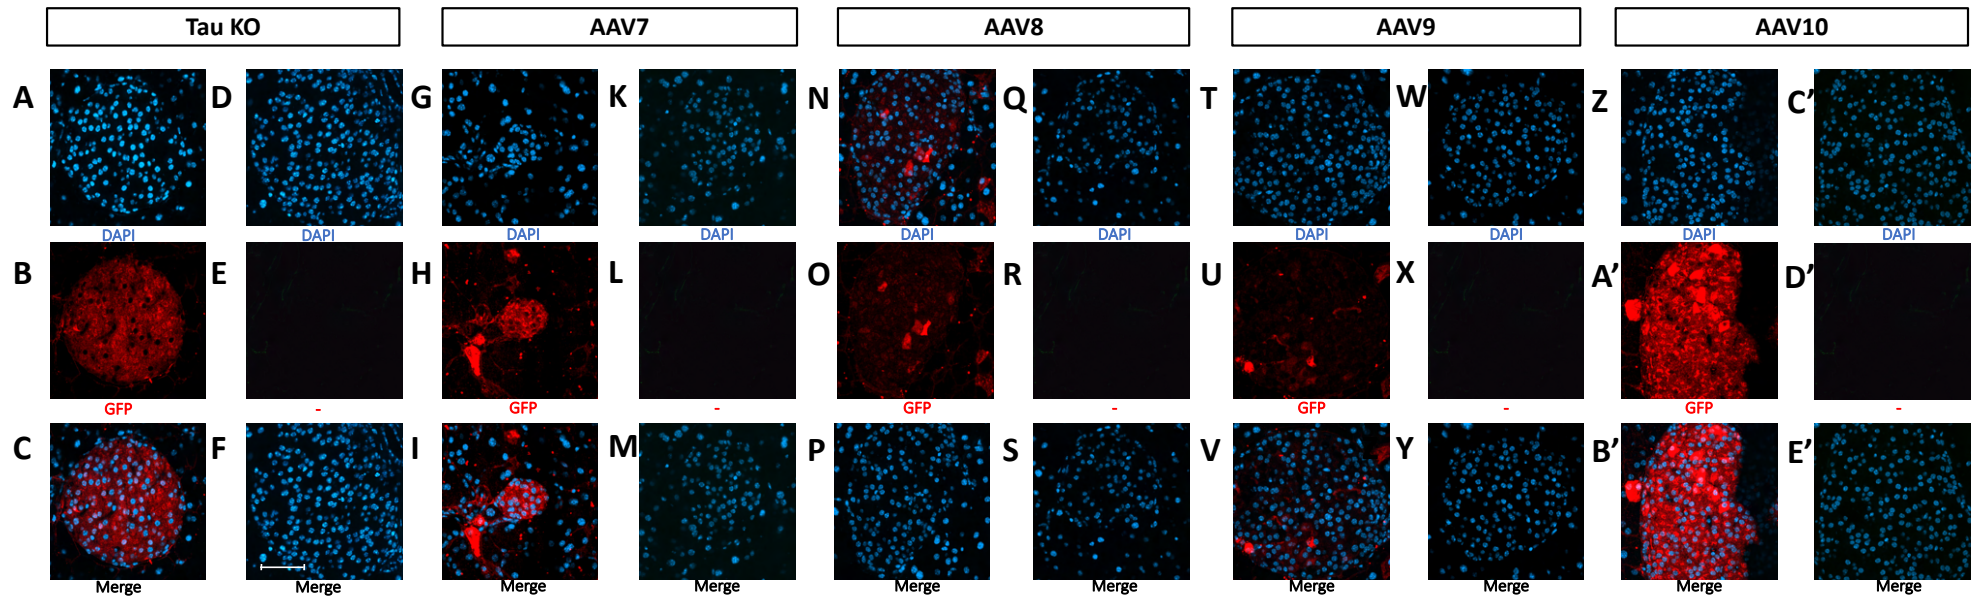 Tau KO AAV7 AAV8 AAV9 AAV10
A D G K N Q T W Z C’
DAPI DAPI DAPI DAPI DAPI DAPI DAPI DAPI DAPI DAPI
B E H L O R U X A’ D’
GFP - GFP - GFP - GFP - GFP -
C F I M P S V Y B’ E’
Merge Merge Merge Merge Merge Merge Merge Merge Merge Merge